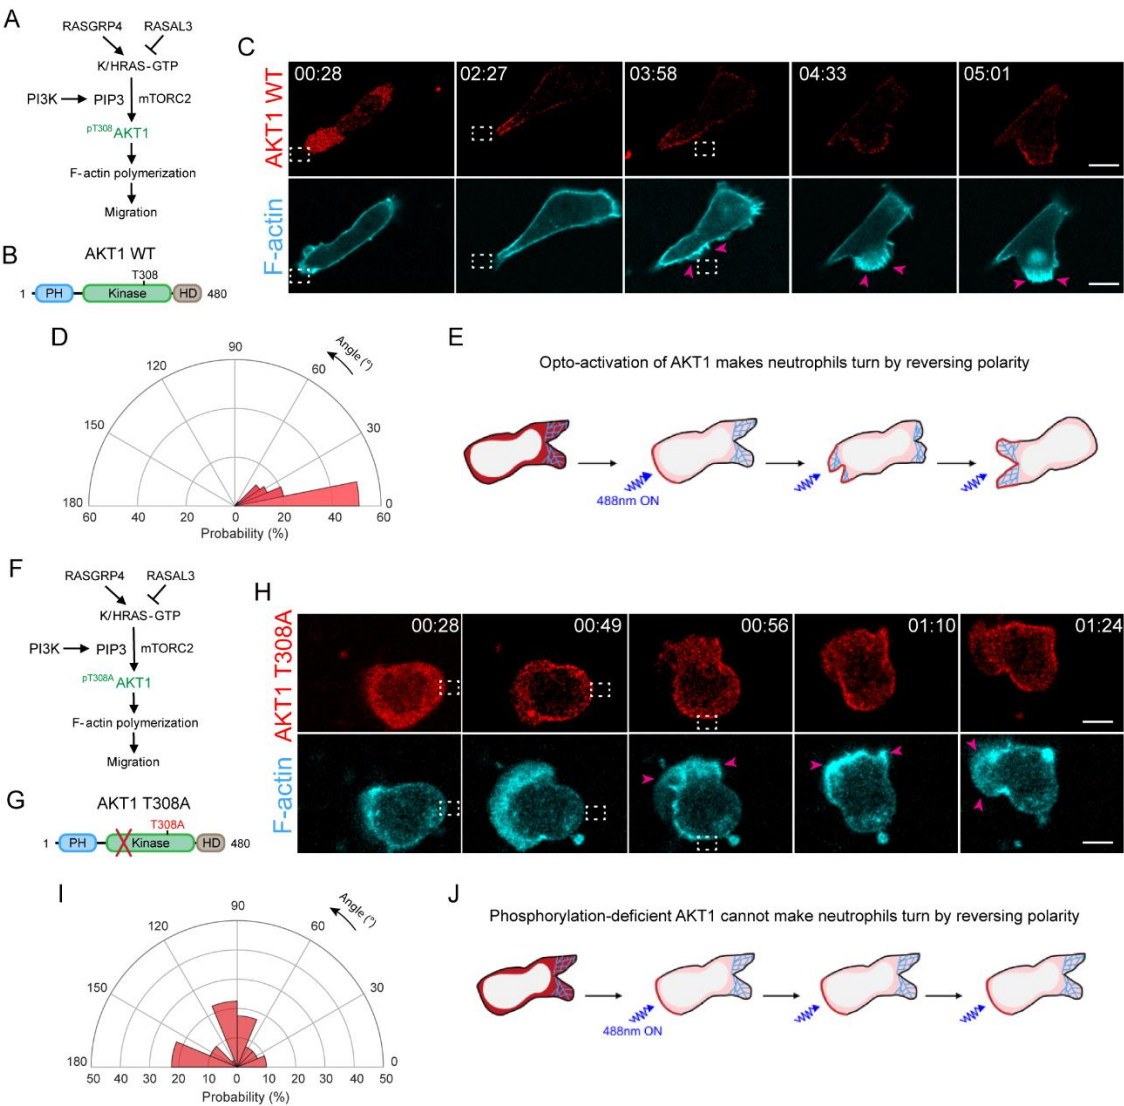 A
RASGRP4 RASAL3
K/HRAS-GTP
PI3K PIP3 mTORC2
pT308AKT1
F-actin polymerization
Migration
B
AKT1 WT
T308
1 PH Kinase HD 480
C
AKT1 WT
00:28 02:27 03:58 04:33 05:01
F-actin
D
90
120 60
Angle (°)
150 30
180 0
60 40 20 0 20 40 60
Probability (%)
E
Opto-activation of AKT1 makes neutrophils turn by reversing polarity
488nm ON
F
RASGRP4 RASAL3
K/HRAS-GTP
PI3K PIP3 mTORC2
pT308AAKT1
F-actin polymerization
Migration
G
AKT1 T308A
T308A
1 PH Kinase HD 480
H
AKT1 T308A
00:28 00:49 00:56 01:10 01:24
F-actin
I
90
120 60
Angle (°)
150 30
180 0
50 40 30 20 10 0 10 20 30 40 50
Probability (%)
J
Phosphorylation-deficient AKT1 cannot make neutrophils turn by reversing polarity
488nm ON